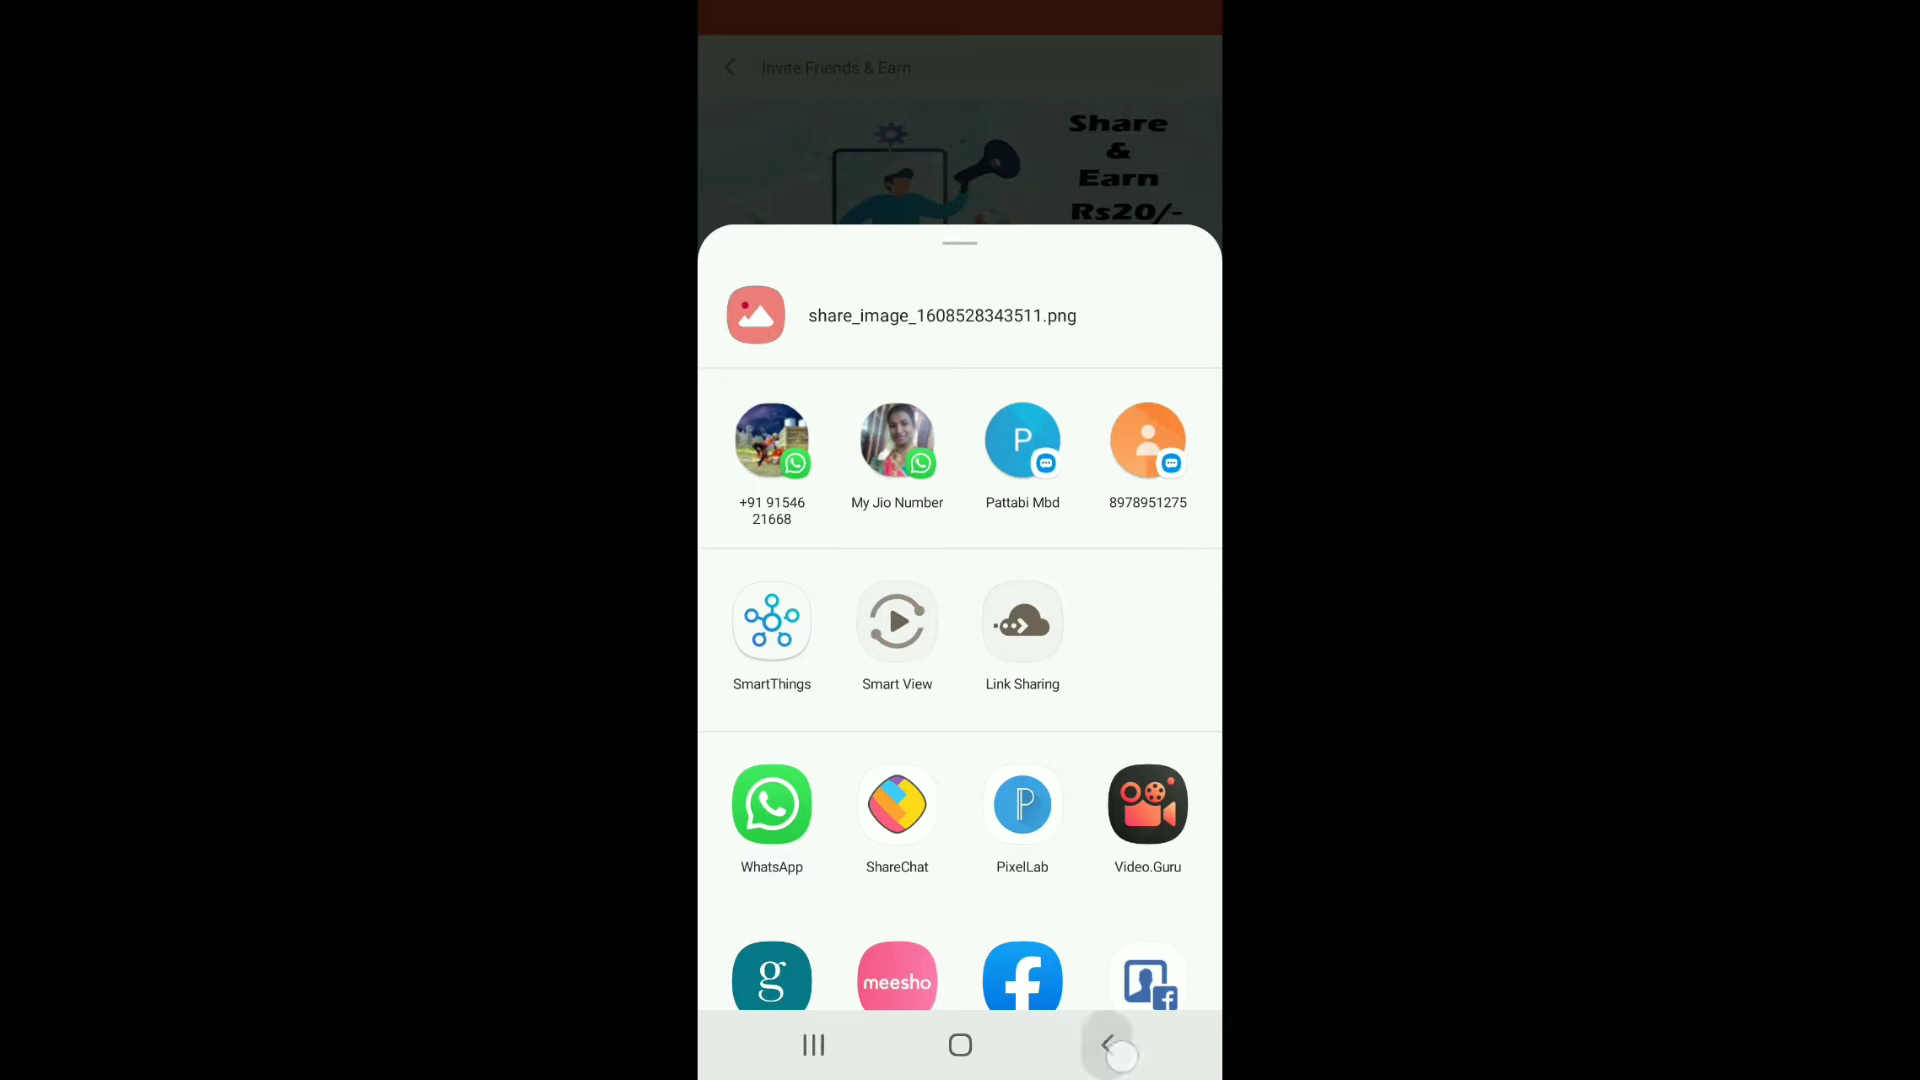 Invite Friends & Earn
Share
&
Earn
Rs20/-
share_image_1608528343511.png
+91 91546
21668
My Jio Number
P
Pattabi Mbd
8978951275
SmartThings
Smart View
Link Sharing
P
WhatsApp
ShareChat
PixelLab
Video.Guru
g
meesho
f
f